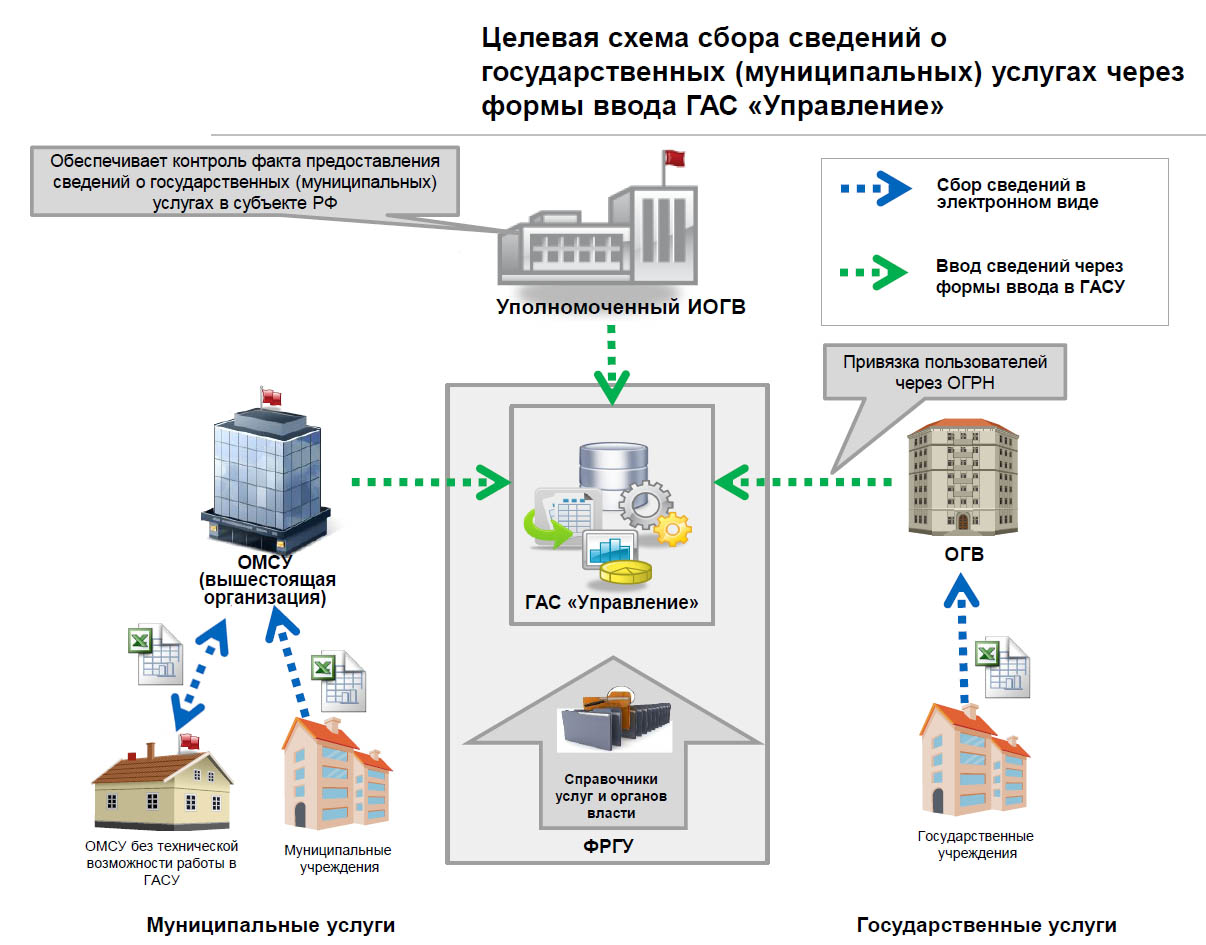 Целевая схема сбора сведений о
государственных (муниципальных) услугах через
формы ввода ГАС «Управление»
Обеспечивает контроль факта предоставления
сведений о государственных (муниципальных)
услугах в субъекте РФ
Уполномоченный ИОГВ
Сбор сведений в
электронном виде
Ввод сведений через
формы ввода в ГАСУ
Привязка пользователей
через ОГРН
ОМСУ
(вышестоящая
организация)
ГАС «Управление»
ОГВ
Справочники
услуг и органов
власти
ФРГУ
ОМСУ без технической
возможности работы в
ГАСУ
Муниципальные
учреждения
Государственные
учреждения
Муниципальные услуги
Государственные услуги